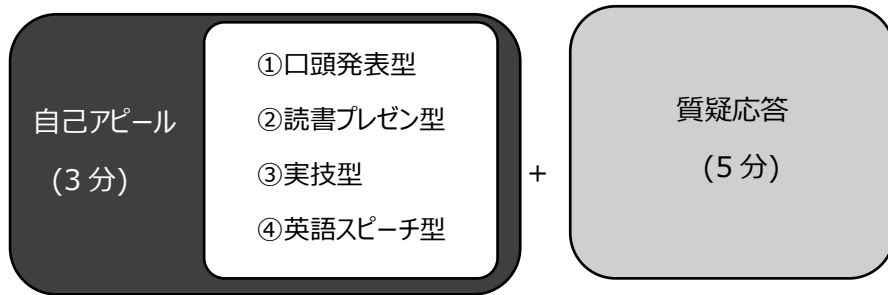 自己アピール
(3分)
①口頭発表型
②読書プレゼン型
③実技型
④英語スピーチ型
+
質疑応答
(5分)